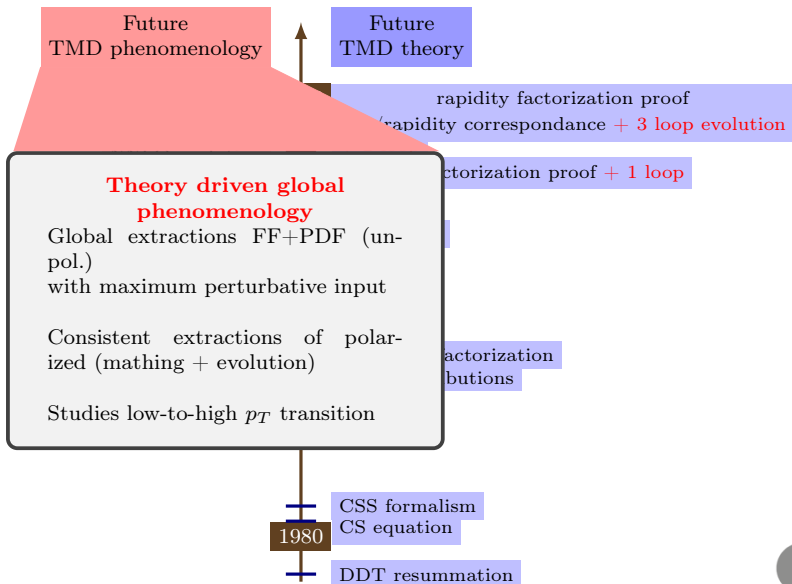 Future
TMD phenomenology
Future
TMD theory
rapidity factorization proof
/rapidity correspondance + 3 loop evolution
ctorization proof + 1 loop
Theory driven global
phenomenology
Global extractions FF+PDF (un-
pol.)
with maximum perturbative input
Consistent extractions of polar-
ized (mathing + evolution)
Studies low-to-high pT transition
actorization
butions
CSS formalism
CS equation
1980
DDT resummation